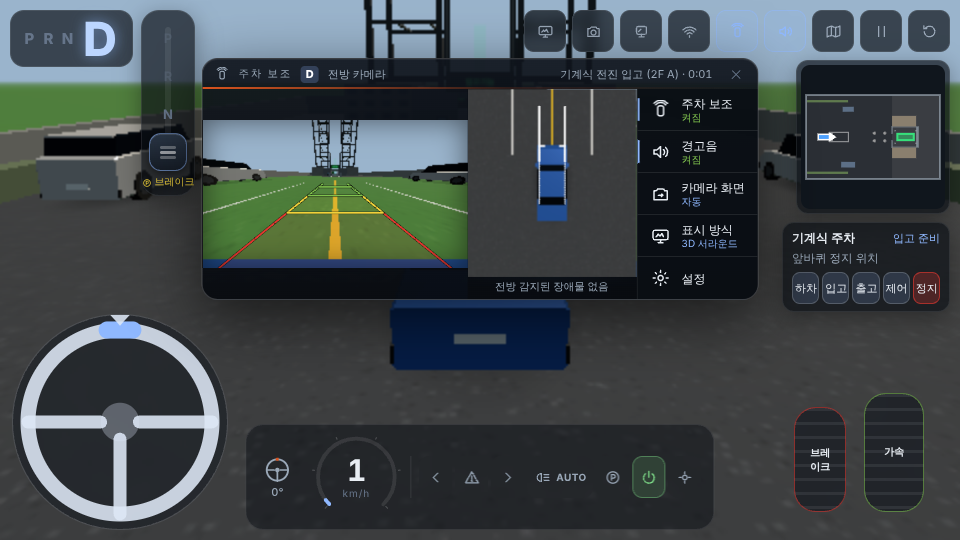 P R N D
P
R
N
Ⓟ 브레이크
주차 보조 D 전방 카메라
기계식 전진 입고 (2F A) · 0:01
주차 보조
켜짐
경고음
켜짐
카메라 화면
자동
표시 방식
3D 서라운드
설정
전방 감지된 장애물 없음
기계식 주차 입고 준비
앞바퀴 정지 위치
하차 입고 출고 제어 정지
0°
1
km/h
AUTO
브레
이크
가속